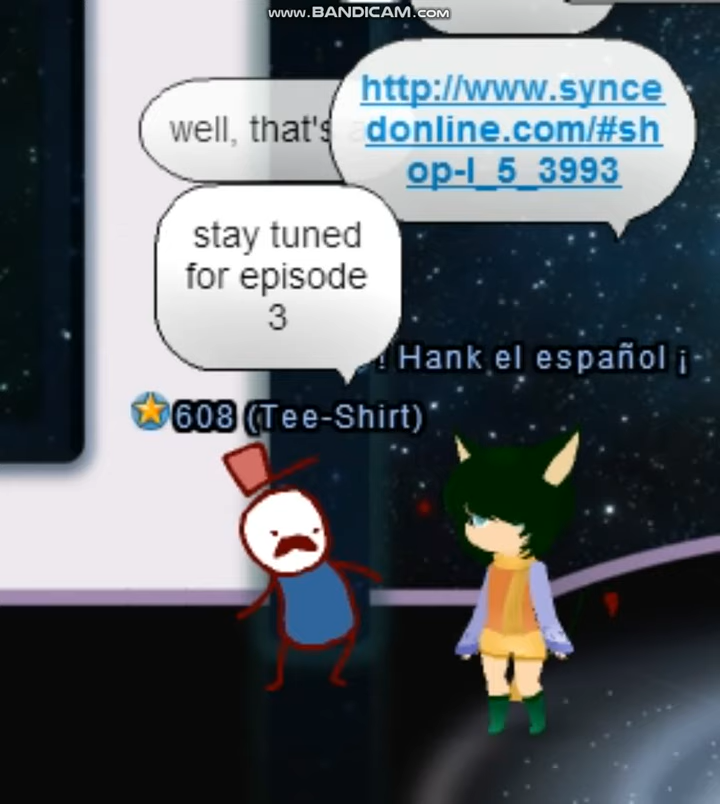 www.BANDICAM.com
http://www.synce
donline.com/#sh
op-l_5_3993
well, that's
stay tuned
for episode
3
! Hank el español ¡
608 (Tee-Shirt)